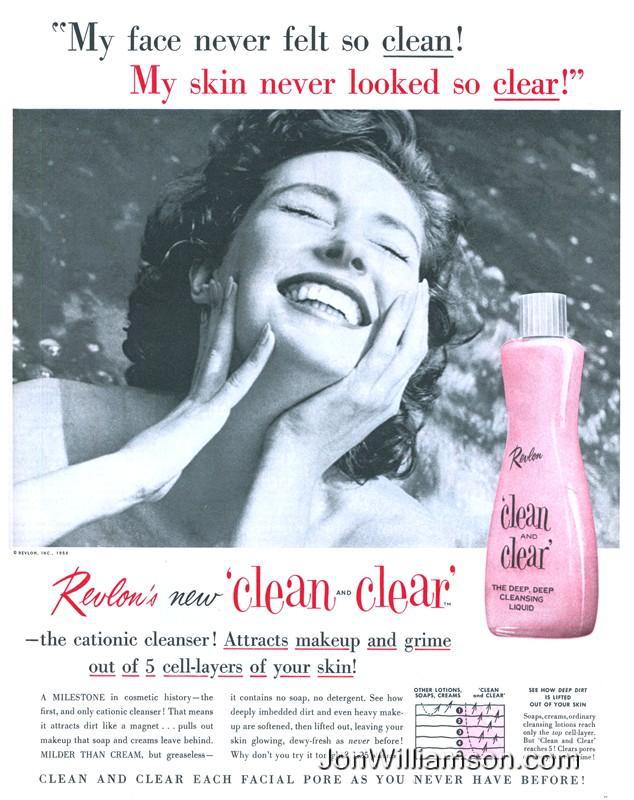 "My face never felt so clean!
My skin never looked so clear!"
© REVLON, INC., 1958
Revlon
'clean
AND
clear'
THE DEEP, DEEP
CLEANSING
LIQUID
Revlon's new 'clean AND clear'™
—the cationic cleanser! Attracts makeup and grime
out of 5 cell-layers of your skin!
A MILESTONE in cosmetic history—the
first, and only cationic cleanser! That means
it attracts dirt like a magnet . . . pulls out
makeup that soap and creams leave behind.
MILDER THAN CREAM, but greaseless—
it contains no soap, no detergent. See how
deeply imbedded dirt and even heavy make-
up are softened, then lifted out, leaving your
skin glowing, dewy-fresh as never before!
Why don't you try it
OTHER LOTIONS,
SOAPS, CREAMS
'CLEAN
and CLEAR'
1
2
3
4
SEE HOW DEEP DIRT
IS LIFTED
OUT OF YOUR SKIN
Soaps, creams, ordinary
cleansing lotions reach
only the top cell-layer.
But 'Clean and Clear'
reaches 5! Clears pores
JonWilliamson.com
CLEAN AND CLEAR EACH FACIAL PORE AS YOU NEVER HAVE BEFORE!